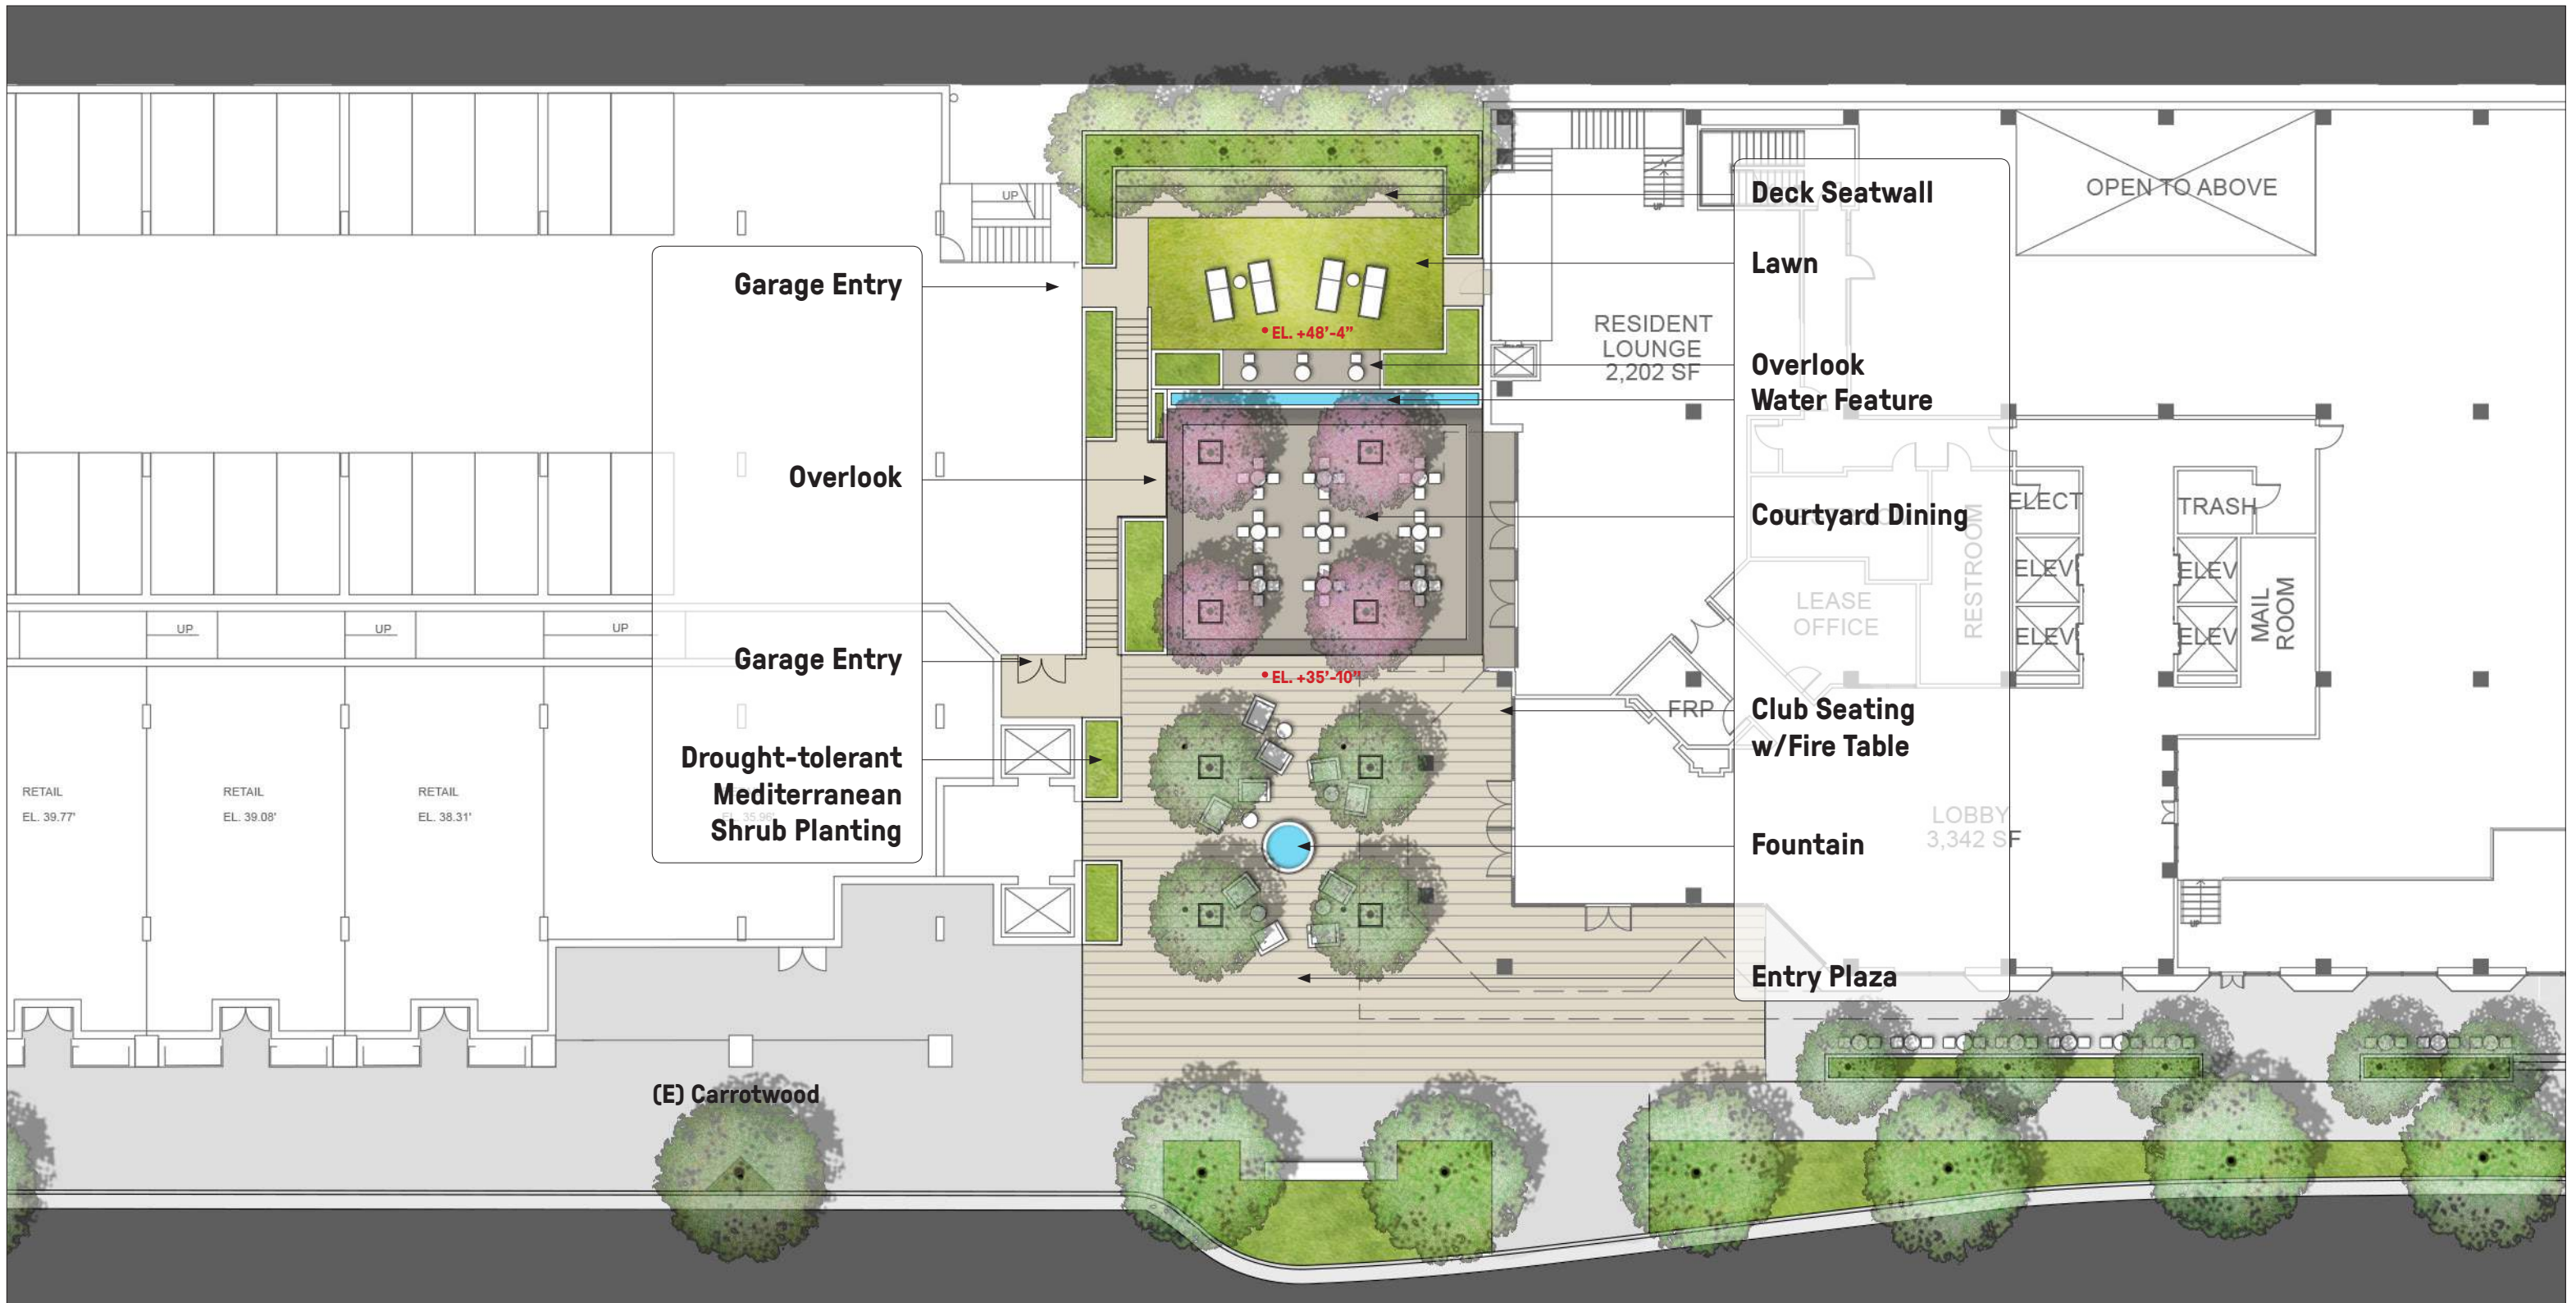 UP
Deck Seatwall
OPEN TO ABOVE
Lawn
Garage Entry
• EL. +48'-4"
RESIDENT
LOUNGE
2,202 SF
UP
Overlook
Water Feature
Overlook
Courtyard Dining
RESTROOM
ELECT
TRASH
ELEV
ELEV
LEASE
OFFICE
ELEV
ELEV
MAIL
ROOM
UP
UP
UP
Garage Entry
• EL. +35'-10"
FRP
Club Seating
w/Fire Table
Drought-tolerant
Mediterranean
Shrub Planting
RETAIL
EL. 39.77'
RETAIL
EL. 39.08'
RETAIL
EL. 38.31'
LOBBY
3,342 SF
Fountain
UP
Entry Plaza
(E) Carrotwood